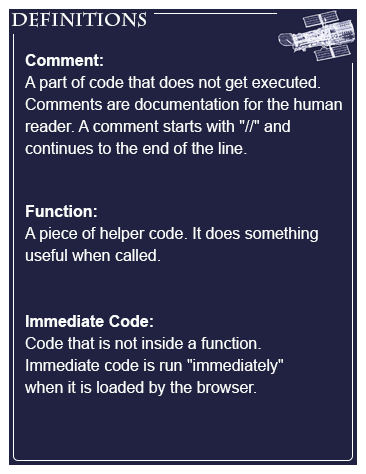 DEFINITIONS
Comment:
A part of code that does not get executed.
Comments are documentation for the human
reader. A comment starts with "//" and
continues to the end of the line.
Function:
A piece of helper code. It does something
useful when called.
Immediate Code:
Code that is not inside a function.
Immediate code is run "immediately"
when it is loaded by the browser.